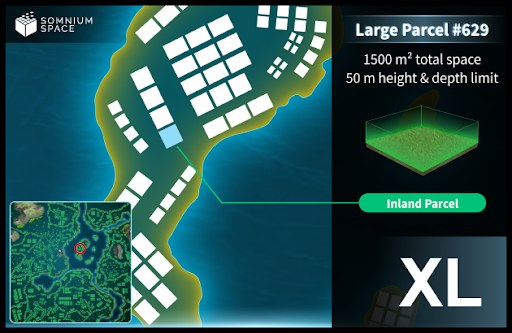 SOMNIUM
SPACE
Large Parcel #629
1500 m² total space
50 m height & depth limit
Inland Parcel
XL